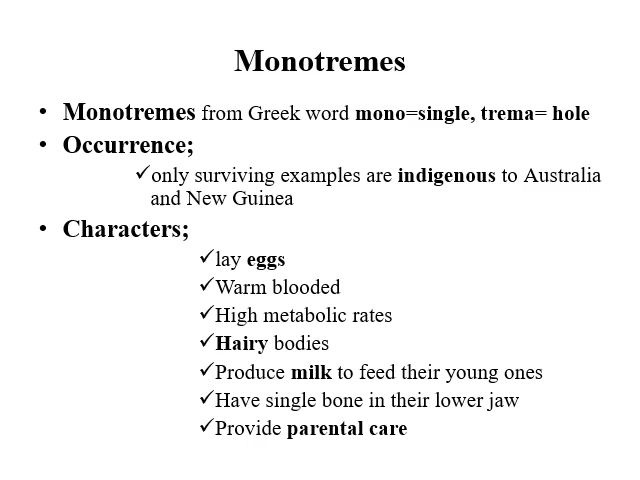 Monotremes
• Monotremes from Greek word mono=single, trema= hole
• Occurrence;
✓only surviving examples are indigenous to Australia
and New Guinea
• Characters;
✓lay eggs
✓Warm blooded
✓High metabolic rates
✓Hairy bodies
✓Produce milk to feed their young ones
✓Have single bone in their lower jaw
✓Provide parental care